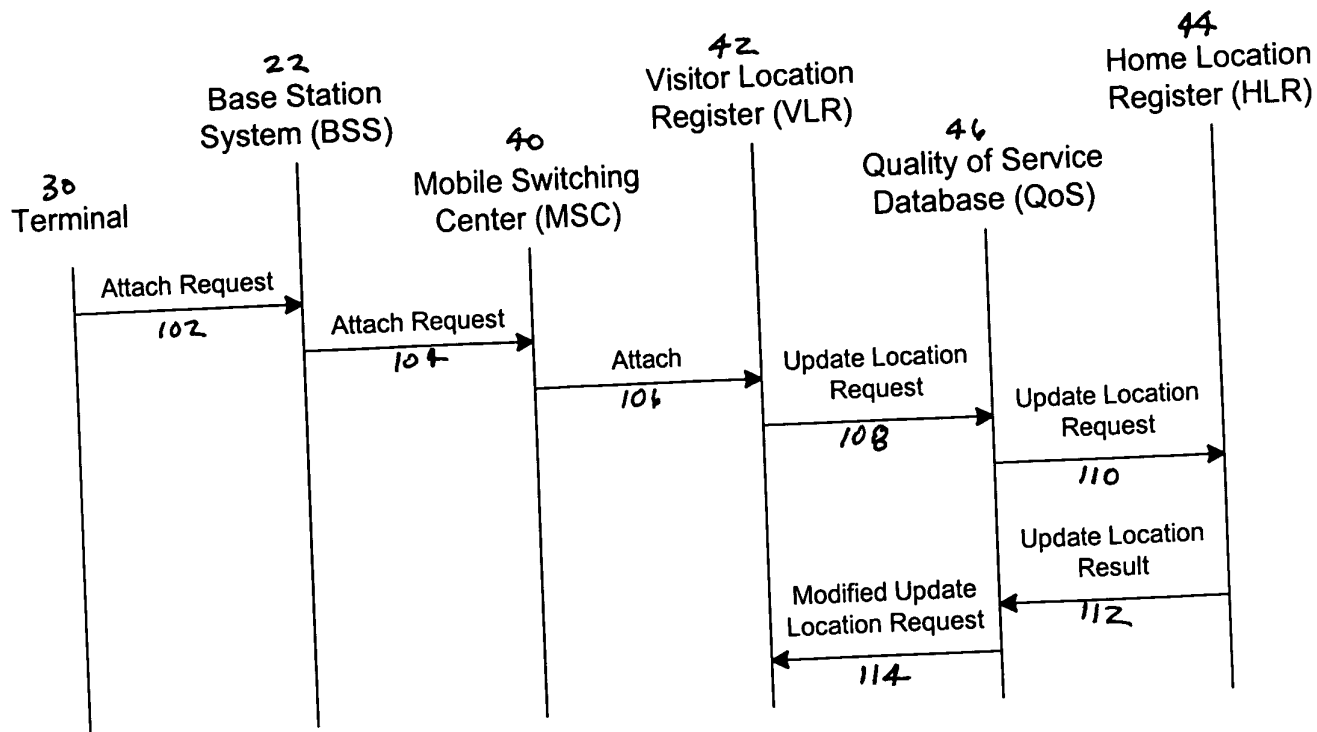 44
Home Location
Register (HLR)
42
Visitor Location
Register (VLR)
22
Base Station
System (BSS)
46
Quality of Service
Database (QoS)
40
Mobile Switching
Center (MSC)
30
Terminal
Attach Request
102
Attach Request
104
Attach
106
Update Location
Request
108
Update Location
Request
110
Update Location
Result
112
Modified Update
Location Request
114